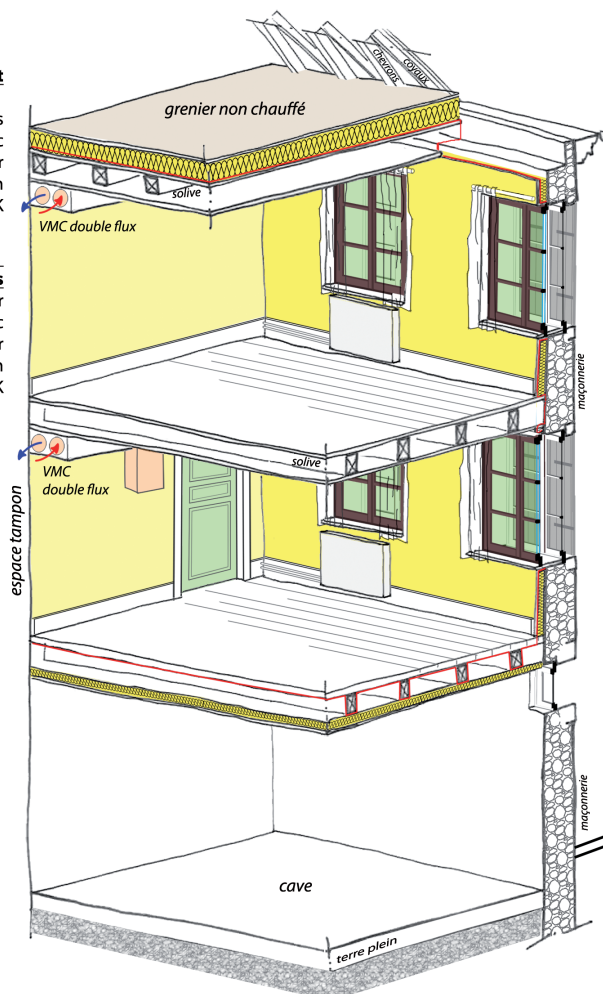 chevrons
coyaux
grenier non chauffé
solive
VMC double flux
maçonnerie
solive
VMC
double flux
espace tampon
maçonnerie
cave
terre plein